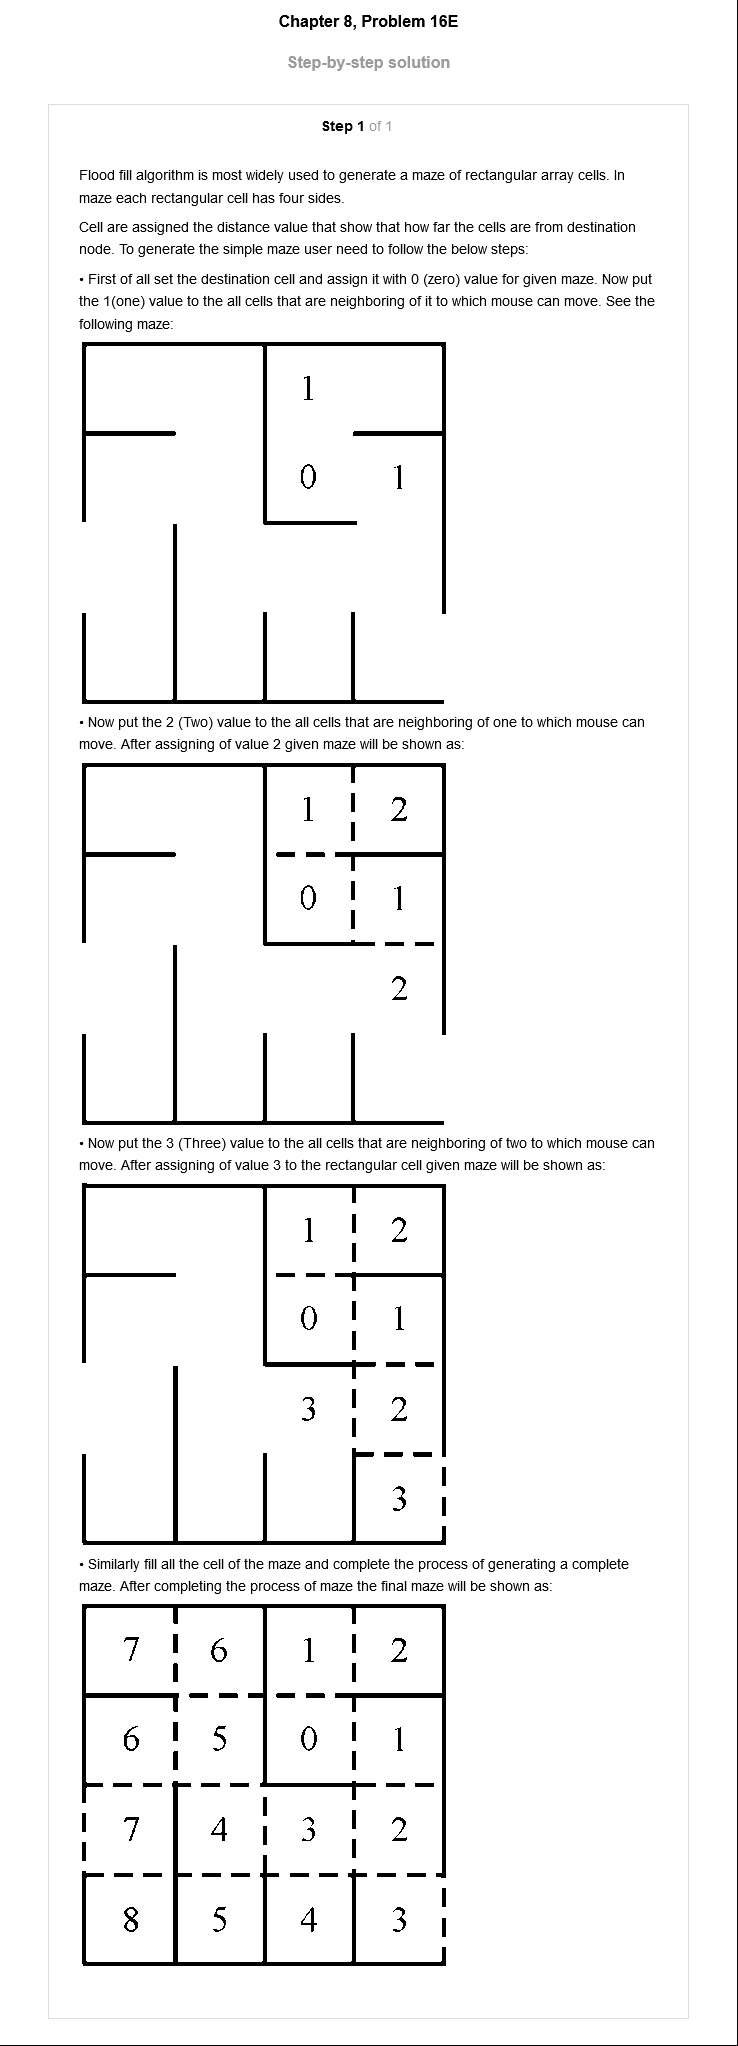 Chapter 8, Problem 16E
Step-by-step solution
Step 1 of 1
Flood fill algorithm is most widely used to generate a maze of rectangular array cells. In
maze each rectangular cell has four sides.
Cell are assigned the distance value that show that how far the cells are from destination
node. To generate the simple maze user need to follow the below steps:
• First of all set the destination cell and assign it with 0 (zero) value for given maze. Now put
the 1(one) value to the all cells that are neighboring of it to which mouse can move. See the
following maze:
1
0 1
• Now put the 2 (Two) value to the all cells that are neighboring of one to which mouse can
move. After assigning of value 2 given maze will be shown as:
1 2
0 1
2
• Now put the 3 (Three) value to the all cells that are neighboring of two to which mouse can
move. After assigning of value 3 to the rectangular cell given maze will be shown as:
1 2
0 1
3 2
3
• Similarly fill all the cell of the maze and complete the process of generating a complete
maze. After completing the process of maze the final maze will be shown as:
7 6 1 2
6 5 0 1
7 4 3 2
8 5 4 3